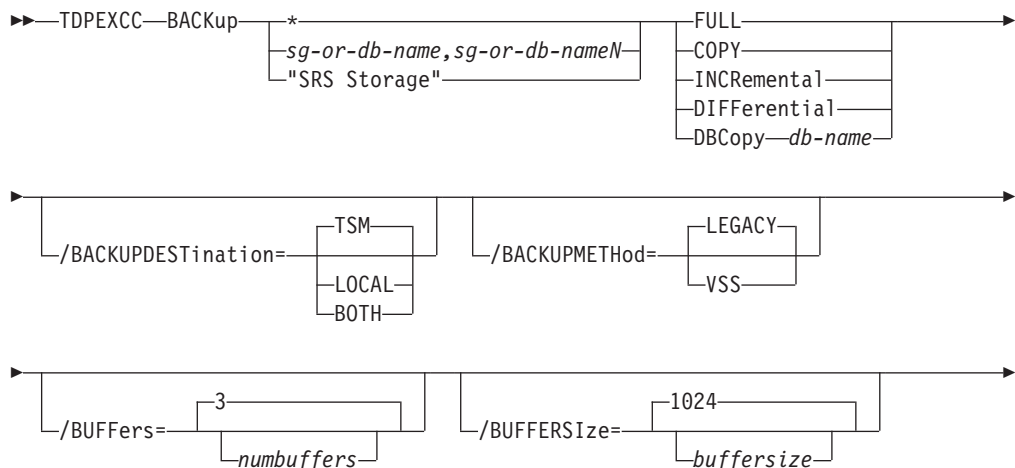 TDPEXCC BACKup * FULL
sg-or-db-name,sg-or-db-nameN COPY
"SRS Storage" INCRemental
DIFFerential
DBCopy db-name
TSM LEGACY
/BACKUPDESTination= /BACKUPMETHod=
LOCAL VSS
BOTH
3 1024
/BUFFers= /BUFFERSIze=
numbuffers buffersize